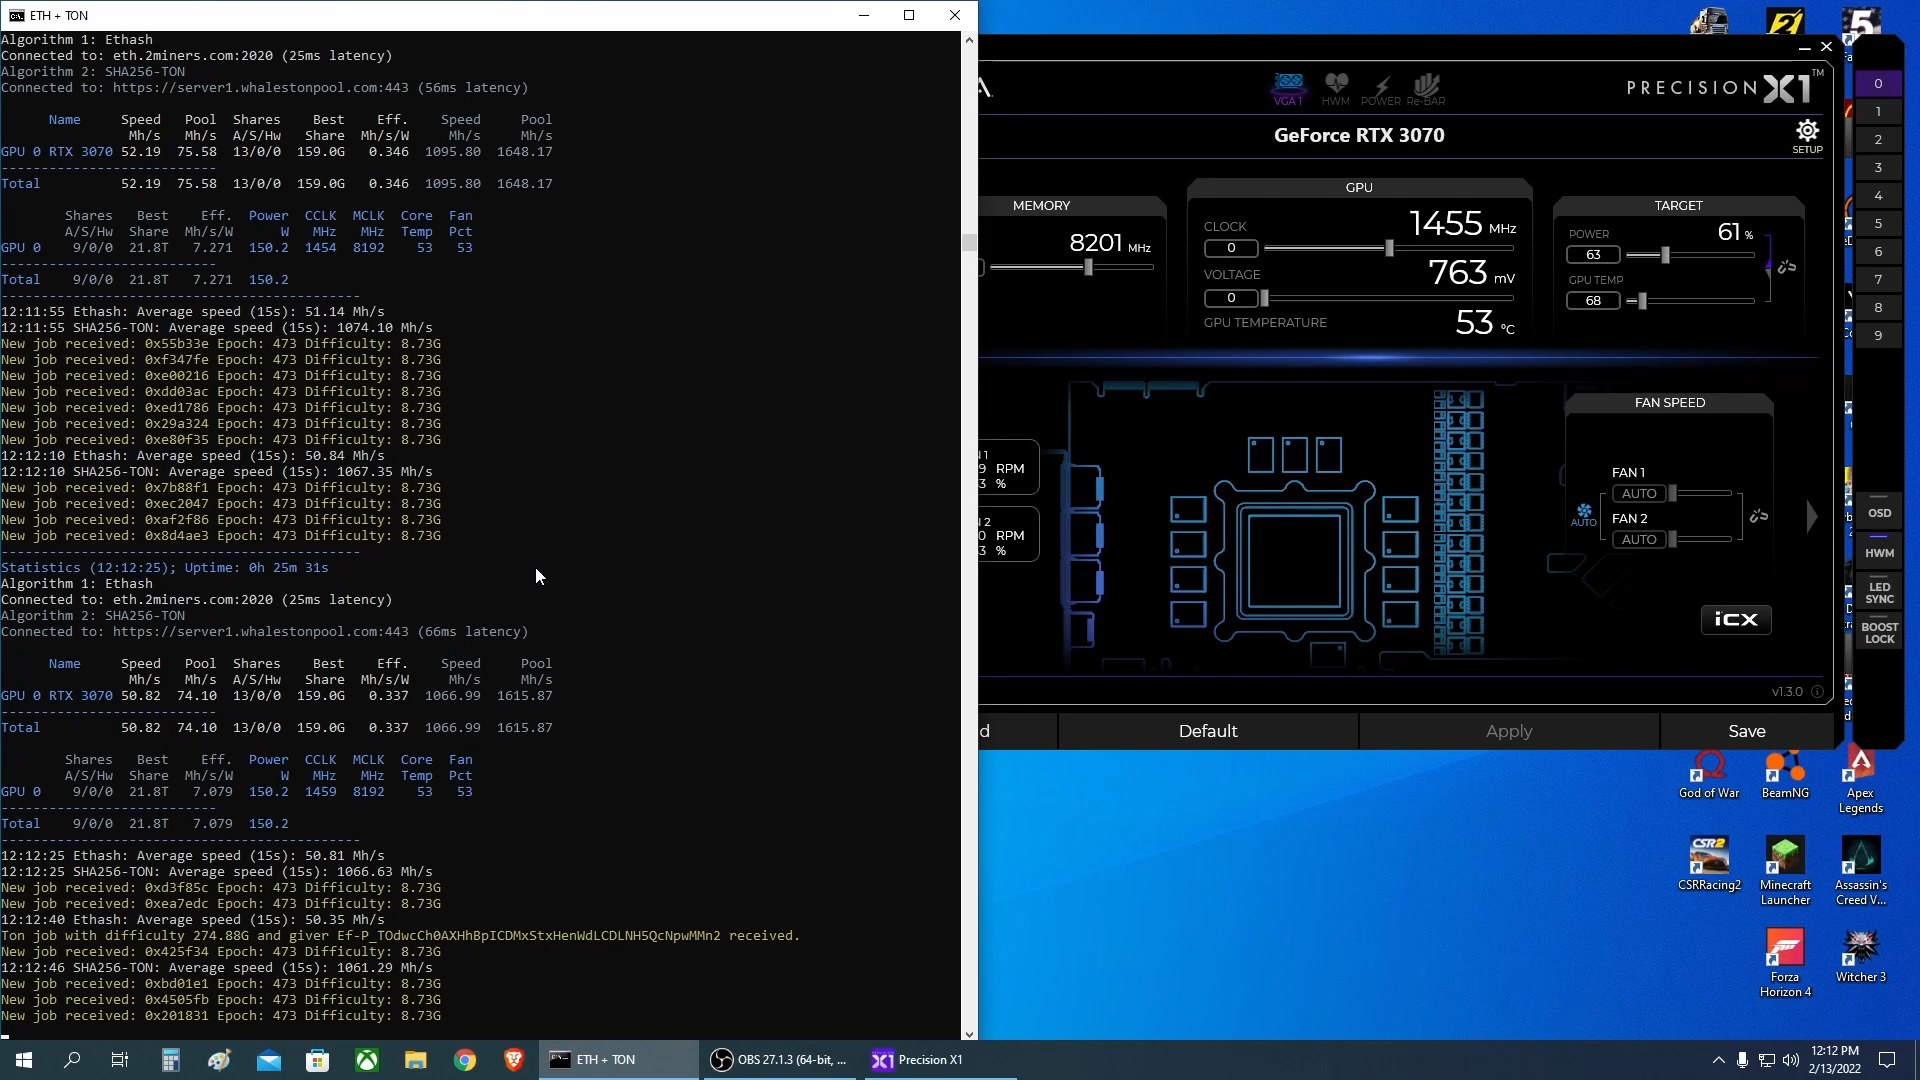 ETH + TON
Algorithm 1: Ethash
Connected to: eth.2miners.com:2020 (25ms latency)
Algorithm 2: SHA256-TON
Connected to: https://server1.whalestonpool.com:443 (56ms latency)
Name Speed Pool Shares Best Eff. Speed Pool
Mh/s Mh/s A/S/Hw Share Mh/s/W Mh/s Mh/s
GPU 0 RTX 3070 52.19 75.58 13/0/0 159.0G 0.346 1095.80 1648.17
---------------------------
Total 52.19 75.58 13/0/0 159.0G 0.346 1095.80 1648.17
Shares Best Eff. Power CCLK MCLK Core Fan
A/S/Hw Share Mh/s/W W MHz MHz Temp Pct
GPU 0 9/0/0 21.8T 7.271 150.2 1454 8192 53 53
---------------------------
Total 9/0/0 21.8T 7.271 150.2
---------------------------------------------
12:11:55 Ethash: Average speed (15s): 51.14 Mh/s
12:11:55 SHA256-TON: Average speed (15s): 1074.10 Mh/s
New job received: 0x55b33e Epoch: 473 Difficulty: 8.73G
New job received: 0xf347fe Epoch: 473 Difficulty: 8.73G
New job received: 0xe00216 Epoch: 473 Difficulty: 8.73G
New job received: 0xdd03ac Epoch: 473 Difficulty: 8.73G
New job received: 0xed1786 Epoch: 473 Difficulty: 8.73G
New job received: 0x29a324 Epoch: 473 Difficulty: 8.73G
New job received: 0xe80f35 Epoch: 473 Difficulty: 8.73G
12:12:10 Ethash: Average speed (15s): 50.84 Mh/s
12:12:10 SHA256-TON: Average speed (15s): 1067.35 Mh/s
New job received: 0x7b88f1 Epoch: 473 Difficulty: 8.73G
New job received: 0xec2047 Epoch: 473 Difficulty: 8.73G
New job received: 0xaf2f86 Epoch: 473 Difficulty: 8.73G
New job received: 0x8d4ae3 Epoch: 473 Difficulty: 8.73G
---------------------------------------------
Statistics (12:12:25); Uptime: 0h 25m 31s
Algorithm 1: Ethash
Connected to: eth.2miners.com:2020 (25ms latency)
Algorithm 2: SHA256-TON
Connected to: https://server1.whalestonpool.com:443 (66ms latency)
Name Speed Pool Shares Best Eff. Speed Pool
Mh/s Mh/s A/S/Hw Share Mh/s/W Mh/s Mh/s
GPU 0 RTX 3070 50.82 74.10 13/0/0 159.0G 0.337 1066.99 1615.87
---------------------------
Total 50.82 74.10 13/0/0 159.0G 0.337 1066.99 1615.87
Shares Best Eff. Power CCLK MCLK Core Fan
A/S/Hw Share Mh/s/W W MHz MHz Temp Pct
GPU 0 9/0/0 21.8T 7.079 150.2 1459 8192 53 53
---------------------------
Total 9/0/0 21.8T 7.079 150.2
---------------------------------------------
12:12:25 Ethash: Average speed (15s): 50.81 Mh/s
12:12:25 SHA256-TON: Average speed (15s): 1066.63 Mh/s
New job received: 0xd3f85c Epoch: 473 Difficulty: 8.73G
New job received: 0xea7edc Epoch: 473 Difficulty: 8.73G
12:12:40 Ethash: Average speed (15s): 50.35 Mh/s
Ton job with difficulty 274.88G and giver Ef-P_TOdwcCh0AXHhBpICDMxStxHenWdLCDLNH5QcNpwMMn2 received.
New job received: 0x425f34 Epoch: 473 Difficulty: 8.73G
12:12:46 SHA256-TON: Average speed (15s): 1061.29 Mh/s
New job received: 0xbd01e1 Epoch: 473 Difficulty: 8.73G
New job received: 0x4505fb Epoch: 473 Difficulty: 8.73G
New job received: 0x201831 Epoch: 473 Difficulty: 8.73G
VGA 1 HWM POWER Re-BAR
PRECISION X1 TM
GeForce RTX 3070
SETUP
MEMORY
8201 MHz
GPU
CLOCK 1455 MHz
0
VOLTAGE 763 mV
0
GPU TEMPERATURE 53 °C
TARGET
POWER 61 %
63
GPU TEMP
68
1
9 RPM
3 %
2
0 RPM
3 %
FAN SPEED
FAN 1
AUTO
AUTO
FAN 2
AUTO
iCX
v1.3.0
d
Default
Apply
Save
0
1
2
3
4
5
6
7
8
9
OSD
HWM
LED SYNC
BOOST LOCK
God of War
BeamNG
Apex Legends
CSR2
CSRRacing2
Minecraft Launcher
Assassin's Creed V...
Forza Horizon 4
Witcher 3
ETH + TON
OBS 27.1.3 (64-bit, ...
X1 Precision X1
12:12 PM
2/13/2022